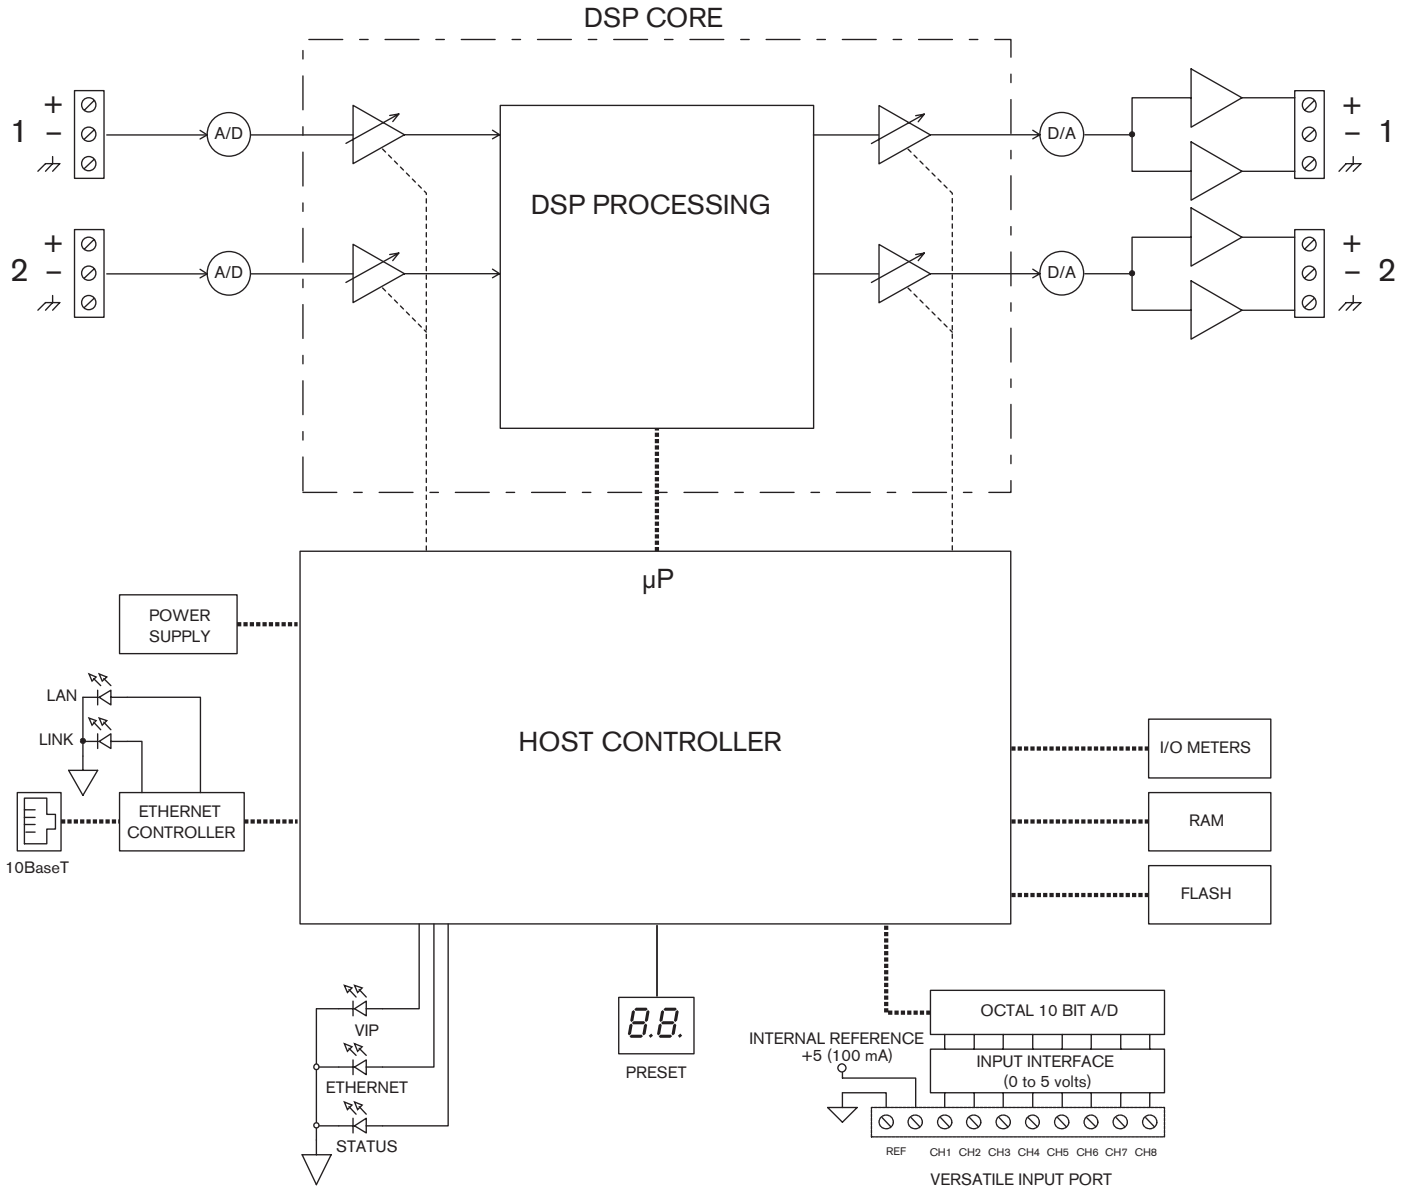 DSP CORE
+
1 −
A/D
DSP PROCESSING
D/A
+
− 1
+
2 −
A/D
D/A
+
− 2
µP
HOST CONTROLLER
POWER
SUPPLY
LAN
LINK
ETHERNET
CONTROLLER
10BaseT
I/O METERS
RAM
FLASH
VIP
ETHERNET
STATUS
8.8.
PRESET
OCTAL 10 BIT A/D
INTERNAL REFERENCE
+5 (100 mA)
INPUT INTERFACE
(0 to 5 volts)
REF CH1 CH2 CH3 CH4 CH5 CH6 CH7 CH8
VERSATILE INPUT PORT